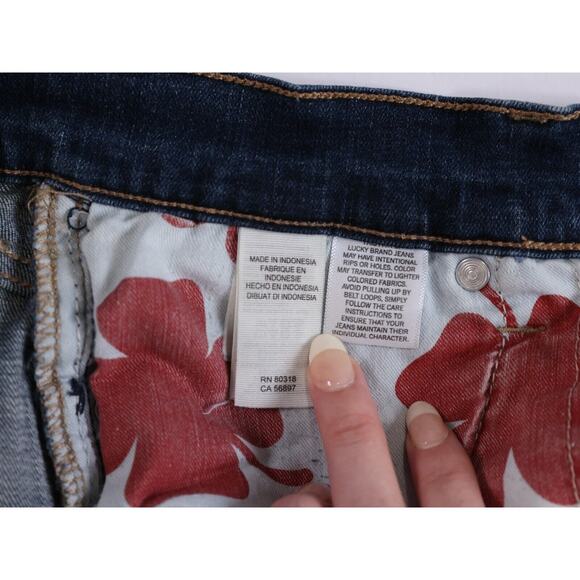 MADE IN INDONESIA
FABRIQUE EN
INDONESIE
HECHO EN INDONESIA
DIBUAT DI INDONESIA
RN 80318
CA 56897
LUCKY BRAND JEANS
MAY HAVE INTENTIONAL
RIPS OR HOLES. COLOR
MAY TRANSFER TO LIGHTER
COLORED FABRICS.
AVOID PULLING UP BY
BELT LOOPS, SIMPLY
FOLLOW THE CARE
INSTRUCTIONS TO
ENSURE THAT YOUR
JEANS MAINTAIN THEIR
INDIVIDUAL CHARACTER.